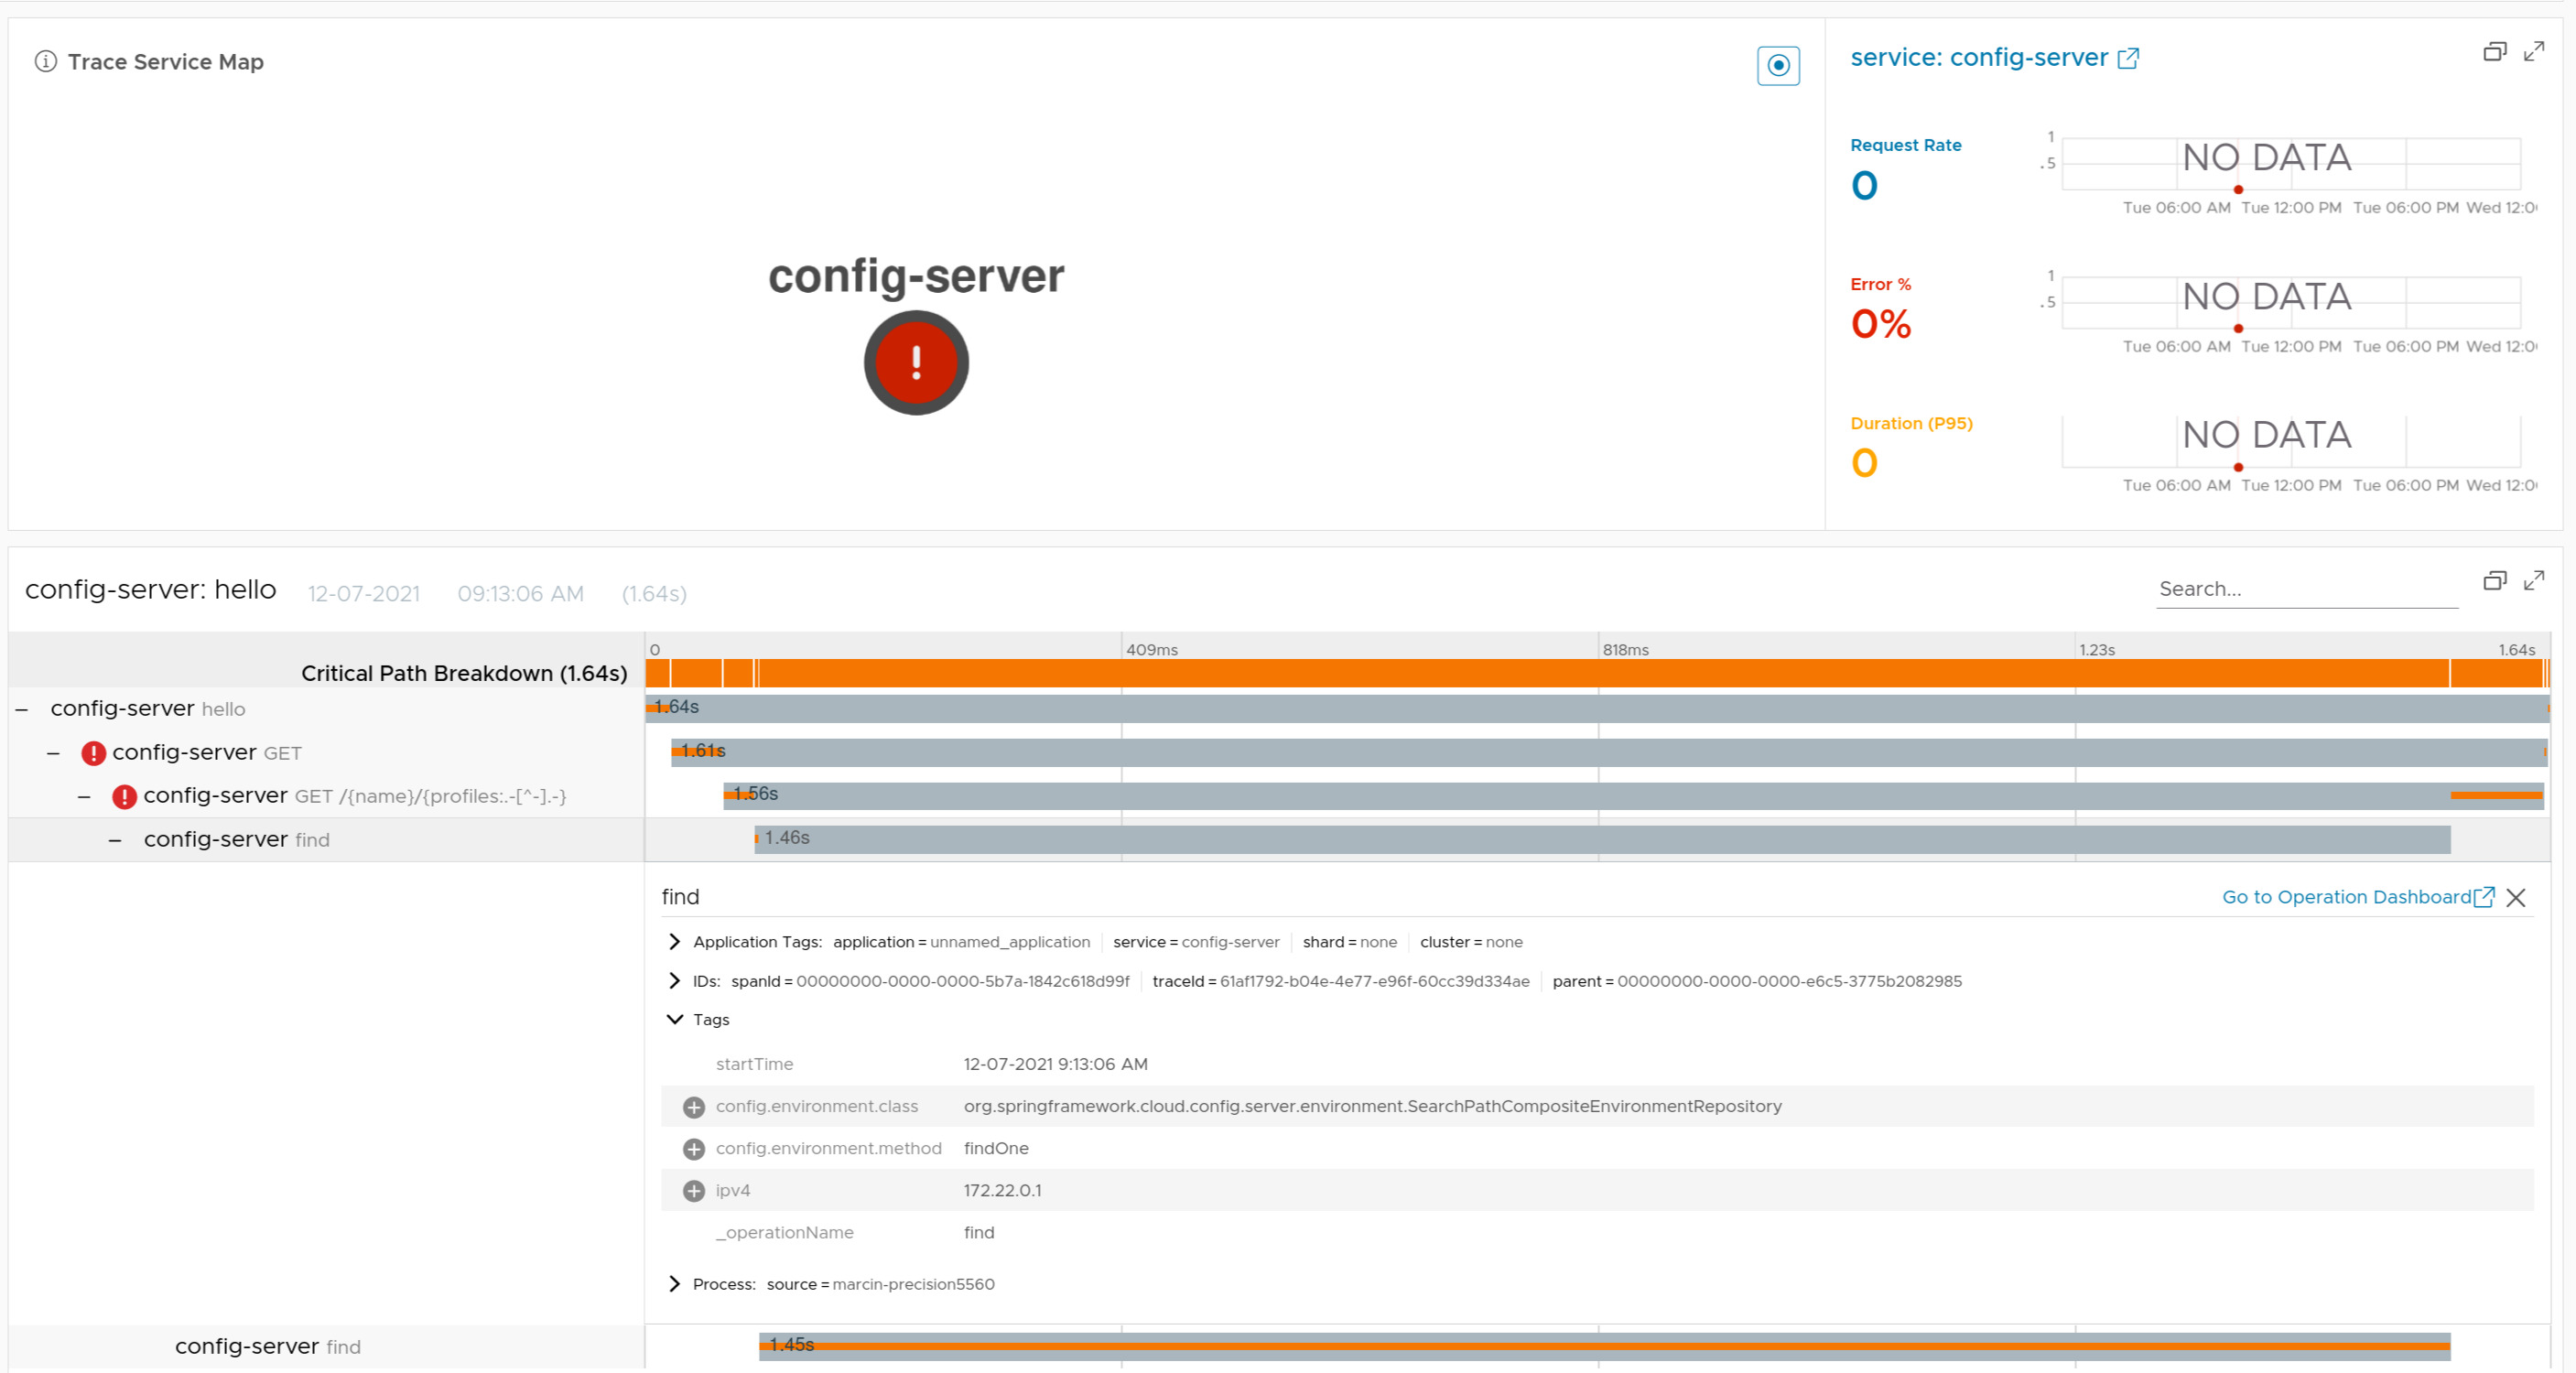 Trace Service Map
config-server
!
service: config-server
Request Rate
0
1
.5
NO DATA
Tue 06:00 AM Tue 12:00 PM Tue 06:00 PM Wed 12:0
Error %
0%
1
.5
NO DATA
Tue 06:00 AM Tue 12:00 PM Tue 06:00 PM Wed 12:0
Duration (P95)
0
NO DATA
Tue 06:00 AM Tue 12:00 PM Tue 06:00 PM Wed 12:0
config-server: hello 12-07-2021 09:13:06 AM (1.64s)
Search...
0 409ms 818ms 1.23s 1.64s
Critical Path Breakdown (1.64s)
– config-server hello 1.64s
– ! config-server GET 1.61s
– ! config-server GET /{name}/{profiles:.-[^-].-} 1.56s
– config-server find 1.46s
find Go to Operation Dashboard
Application Tags: application = unnamed_application service = config-server shard = none cluster = none
IDs: spanId = 00000000-0000-0000-5b7a-1842c618d99f traceId = 61af1792-b04e-4e77-e96f-60cc39d334ae parent = 00000000-0000-0000-e6c5-3775b2082985
Tags
startTime 12-07-2021 9:13:06 AM
config.environment.class org.springframework.cloud.config.server.environment.SearchPathCompositeEnvironmentRepository
config.environment.method findOne
ipv4 172.22.0.1
_operationName find
Process: source = marcin-precision5560
config-server find 1.45s